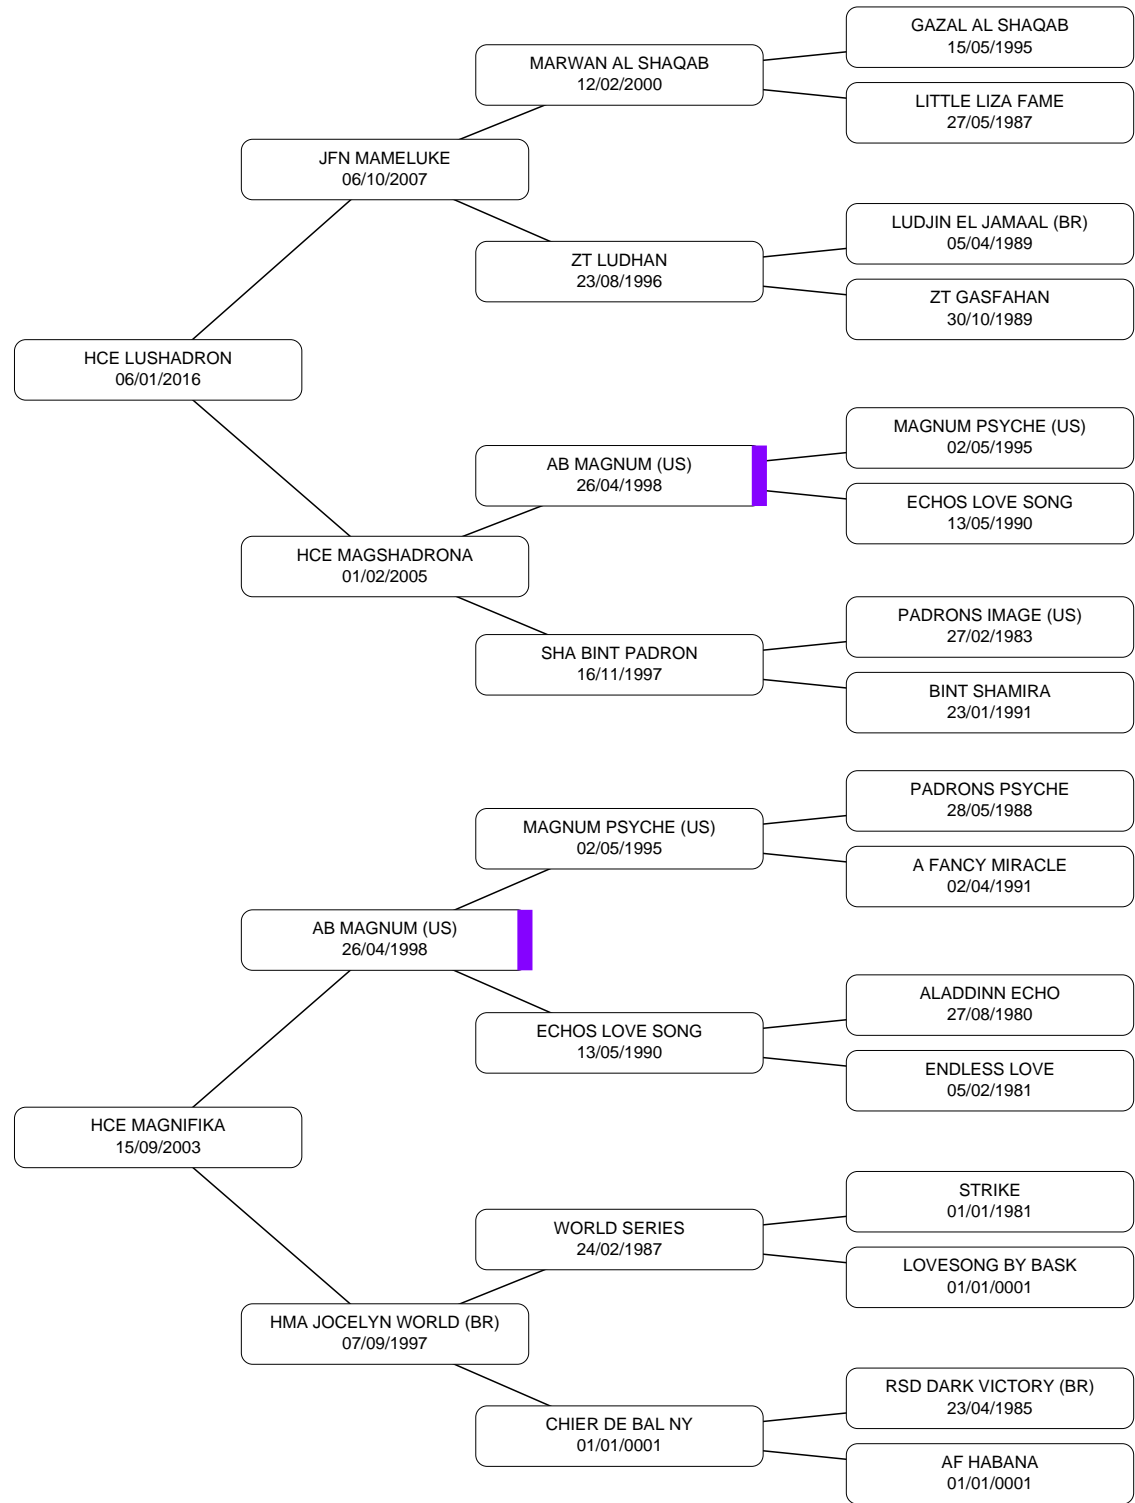 GAZAL AL SHAQAB
15/05/1995
MARWAN AL SHAQAB
12/02/2000
LITTLE LIZA FAME
27/05/1987
JFN MAMELUKE
06/10/2007
LUDJIN EL JAMAAL (BR)
05/04/1989
ZT LUDHAN
23/08/1996
ZT GASFAHAN
30/10/1989
HCE LUSHADRON
06/01/2016
MAGNUM PSYCHE (US)
02/05/1995
AB MAGNUM (US)
26/04/1998
ECHOS LOVE SONG
13/05/1990
HCE MAGSHADRONA
01/02/2005
PADRONS IMAGE (US)
27/02/1983
SHA BINT PADRON
16/11/1997
BINT SHAMIRA
23/01/1991
PADRONS PSYCHE
28/05/1988
MAGNUM PSYCHE (US)
02/05/1995
A FANCY MIRACLE
02/04/1991
AB MAGNUM (US)
26/04/1998
ALADDINN ECHO
27/08/1980
ECHOS LOVE SONG
13/05/1990
ENDLESS LOVE
05/02/1981
HCE MAGNIFIKA
15/09/2003
STRIKE
01/01/1981
WORLD SERIES
24/02/1987
LOVESONG BY BASK
01/01/0001
HMA JOCELYN WORLD (BR)
07/09/1997
RSD DARK VICTORY (BR)
23/04/1985
CHIER DE BAL NY
01/01/0001
AF HABANA
01/01/0001